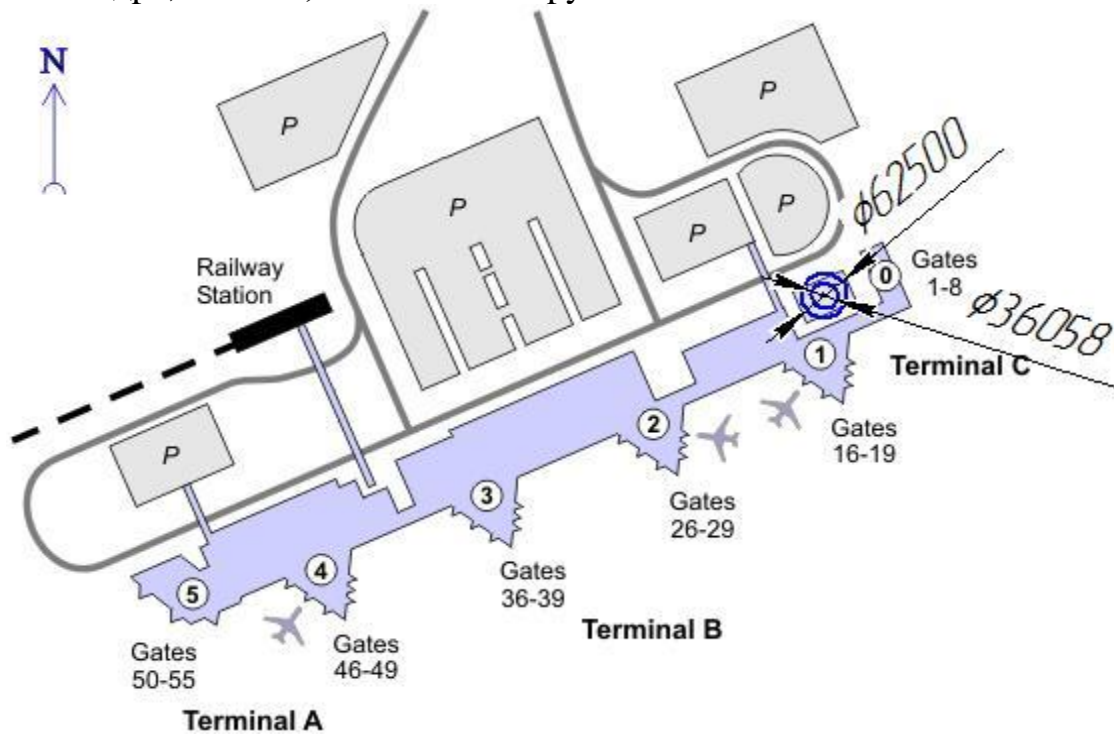 N
P
P
P
P
P
ϕ62500
Railway
Station
0
Gates
1-8
ϕ36058
1
Terminal C
P
2
Gates
16-19
3
Gates
26-29
4
Gates
36-39
5
Terminal B
Gates
46-49
Gates
50-55
Terminal A